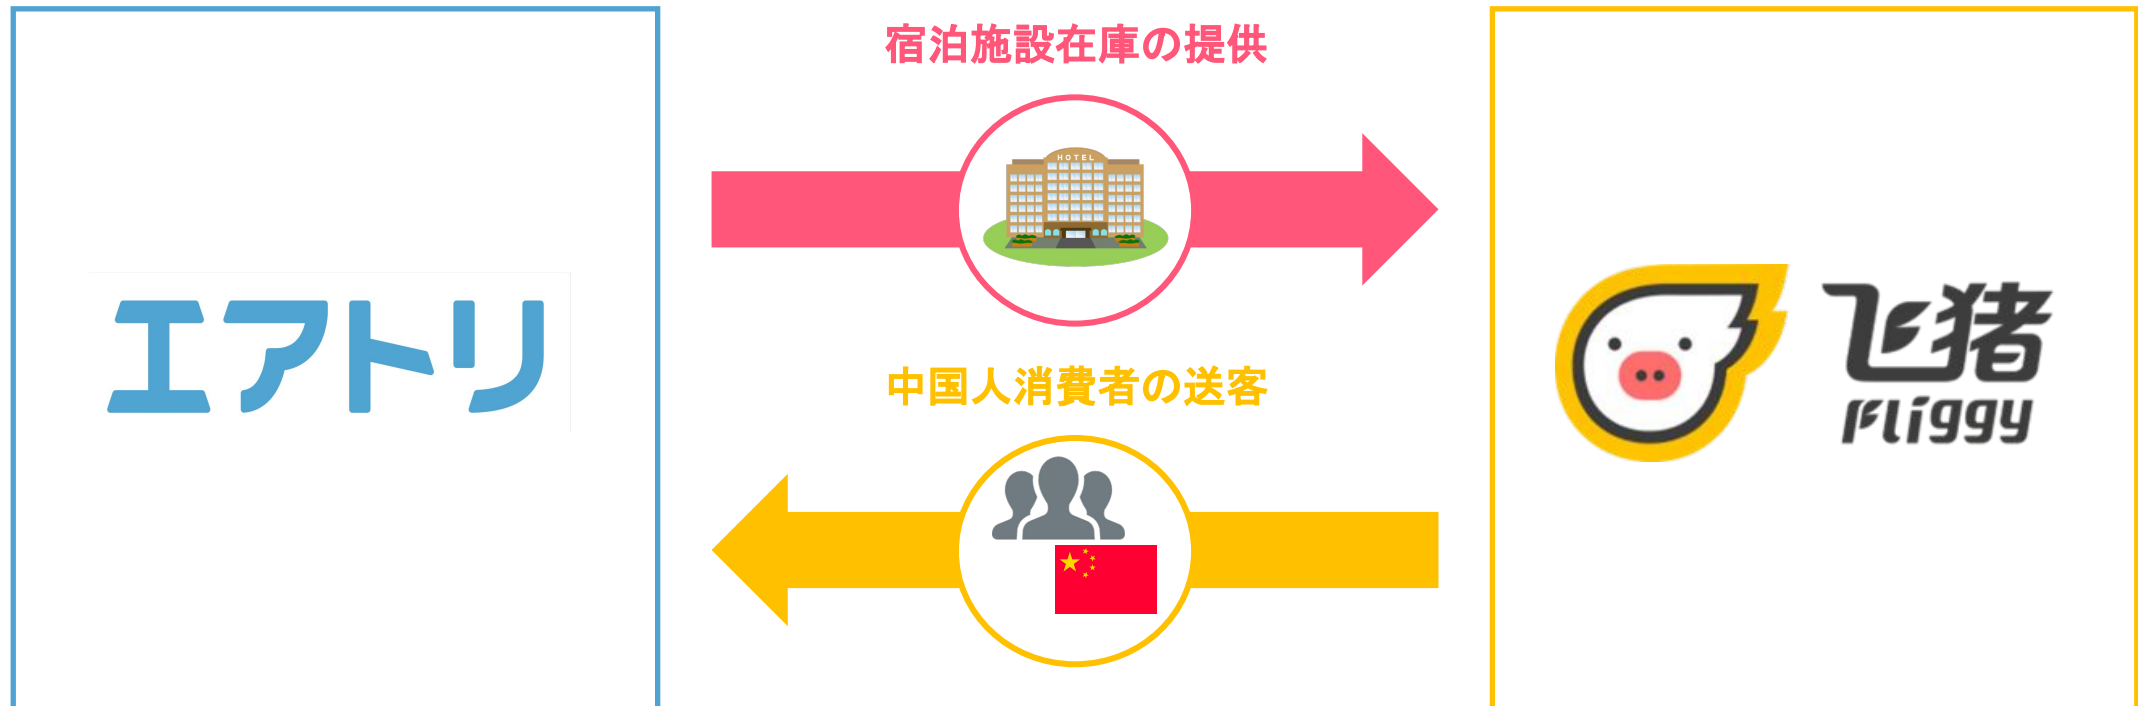 宿泊施設在庫の提供
HOTEL
エアトリ
中国人消費者の送客
飞猪
Fliggy